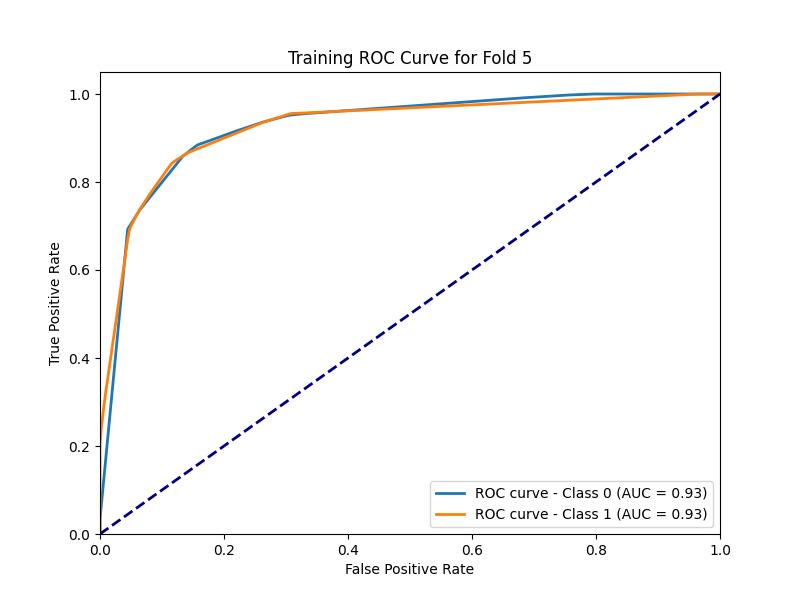 Training ROC Curve for Fold 5
True Positive Rate
1.0
0.8
0.6
0.4
0.2
0.0
ROC curve - Class 0 (AUC = 0.93)
ROC curve - Class 1 (AUC = 0.93)
0.0 0.2 0.4 0.6 0.8 1.0
False Positive Rate